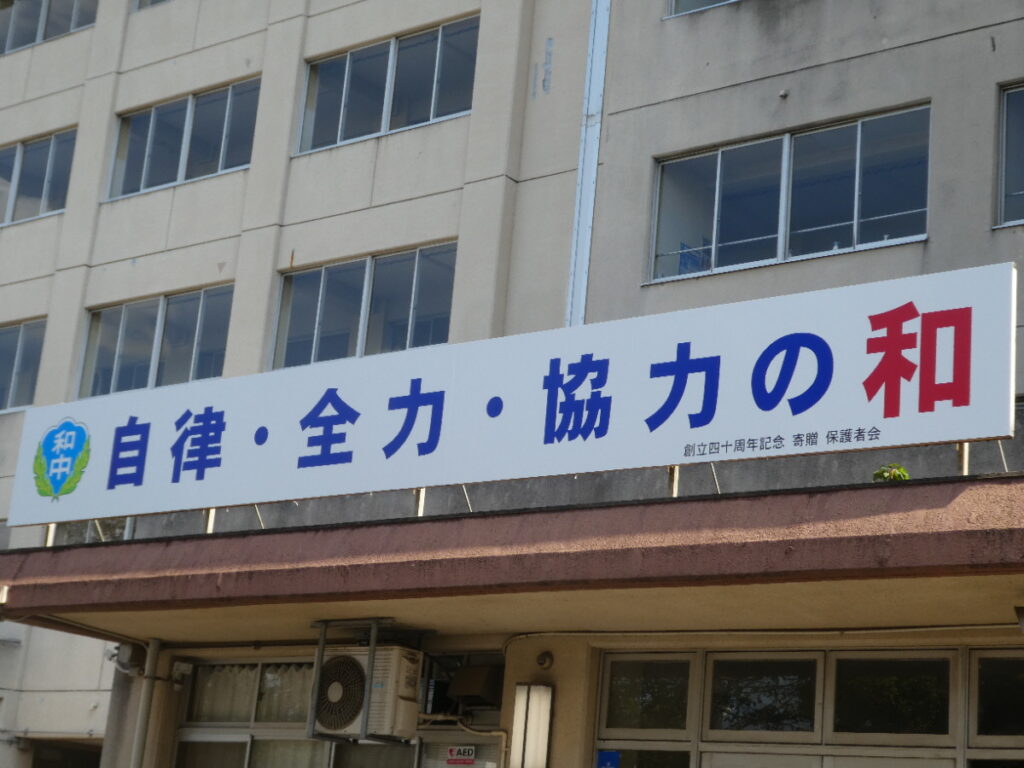 和中
自律・全力・協力の和
創立四十周年記念 寄贈 保護者会
AED